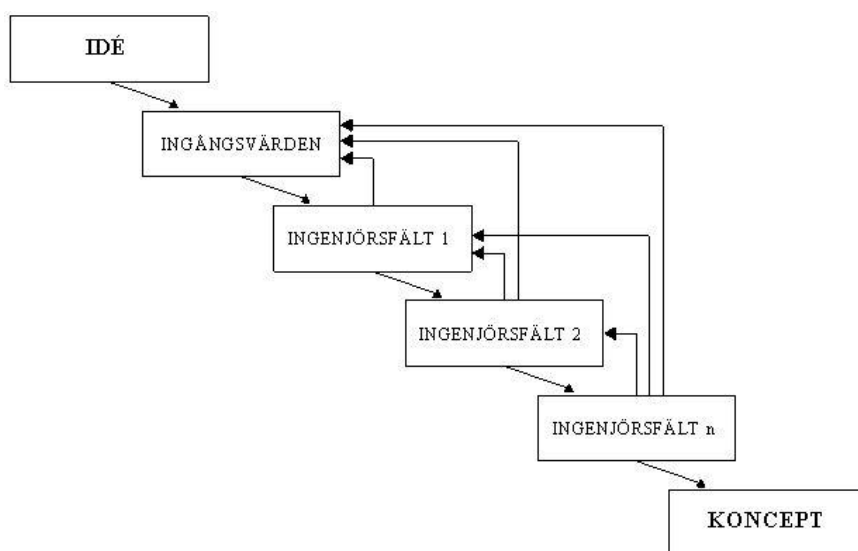 IDÉ
INGÅNGSVÄRDEN
INGENJÖRSFÄLT 1
INGENJÖRSFÄLT 2
INGENJÖRSFÄLT n
KONCEPT